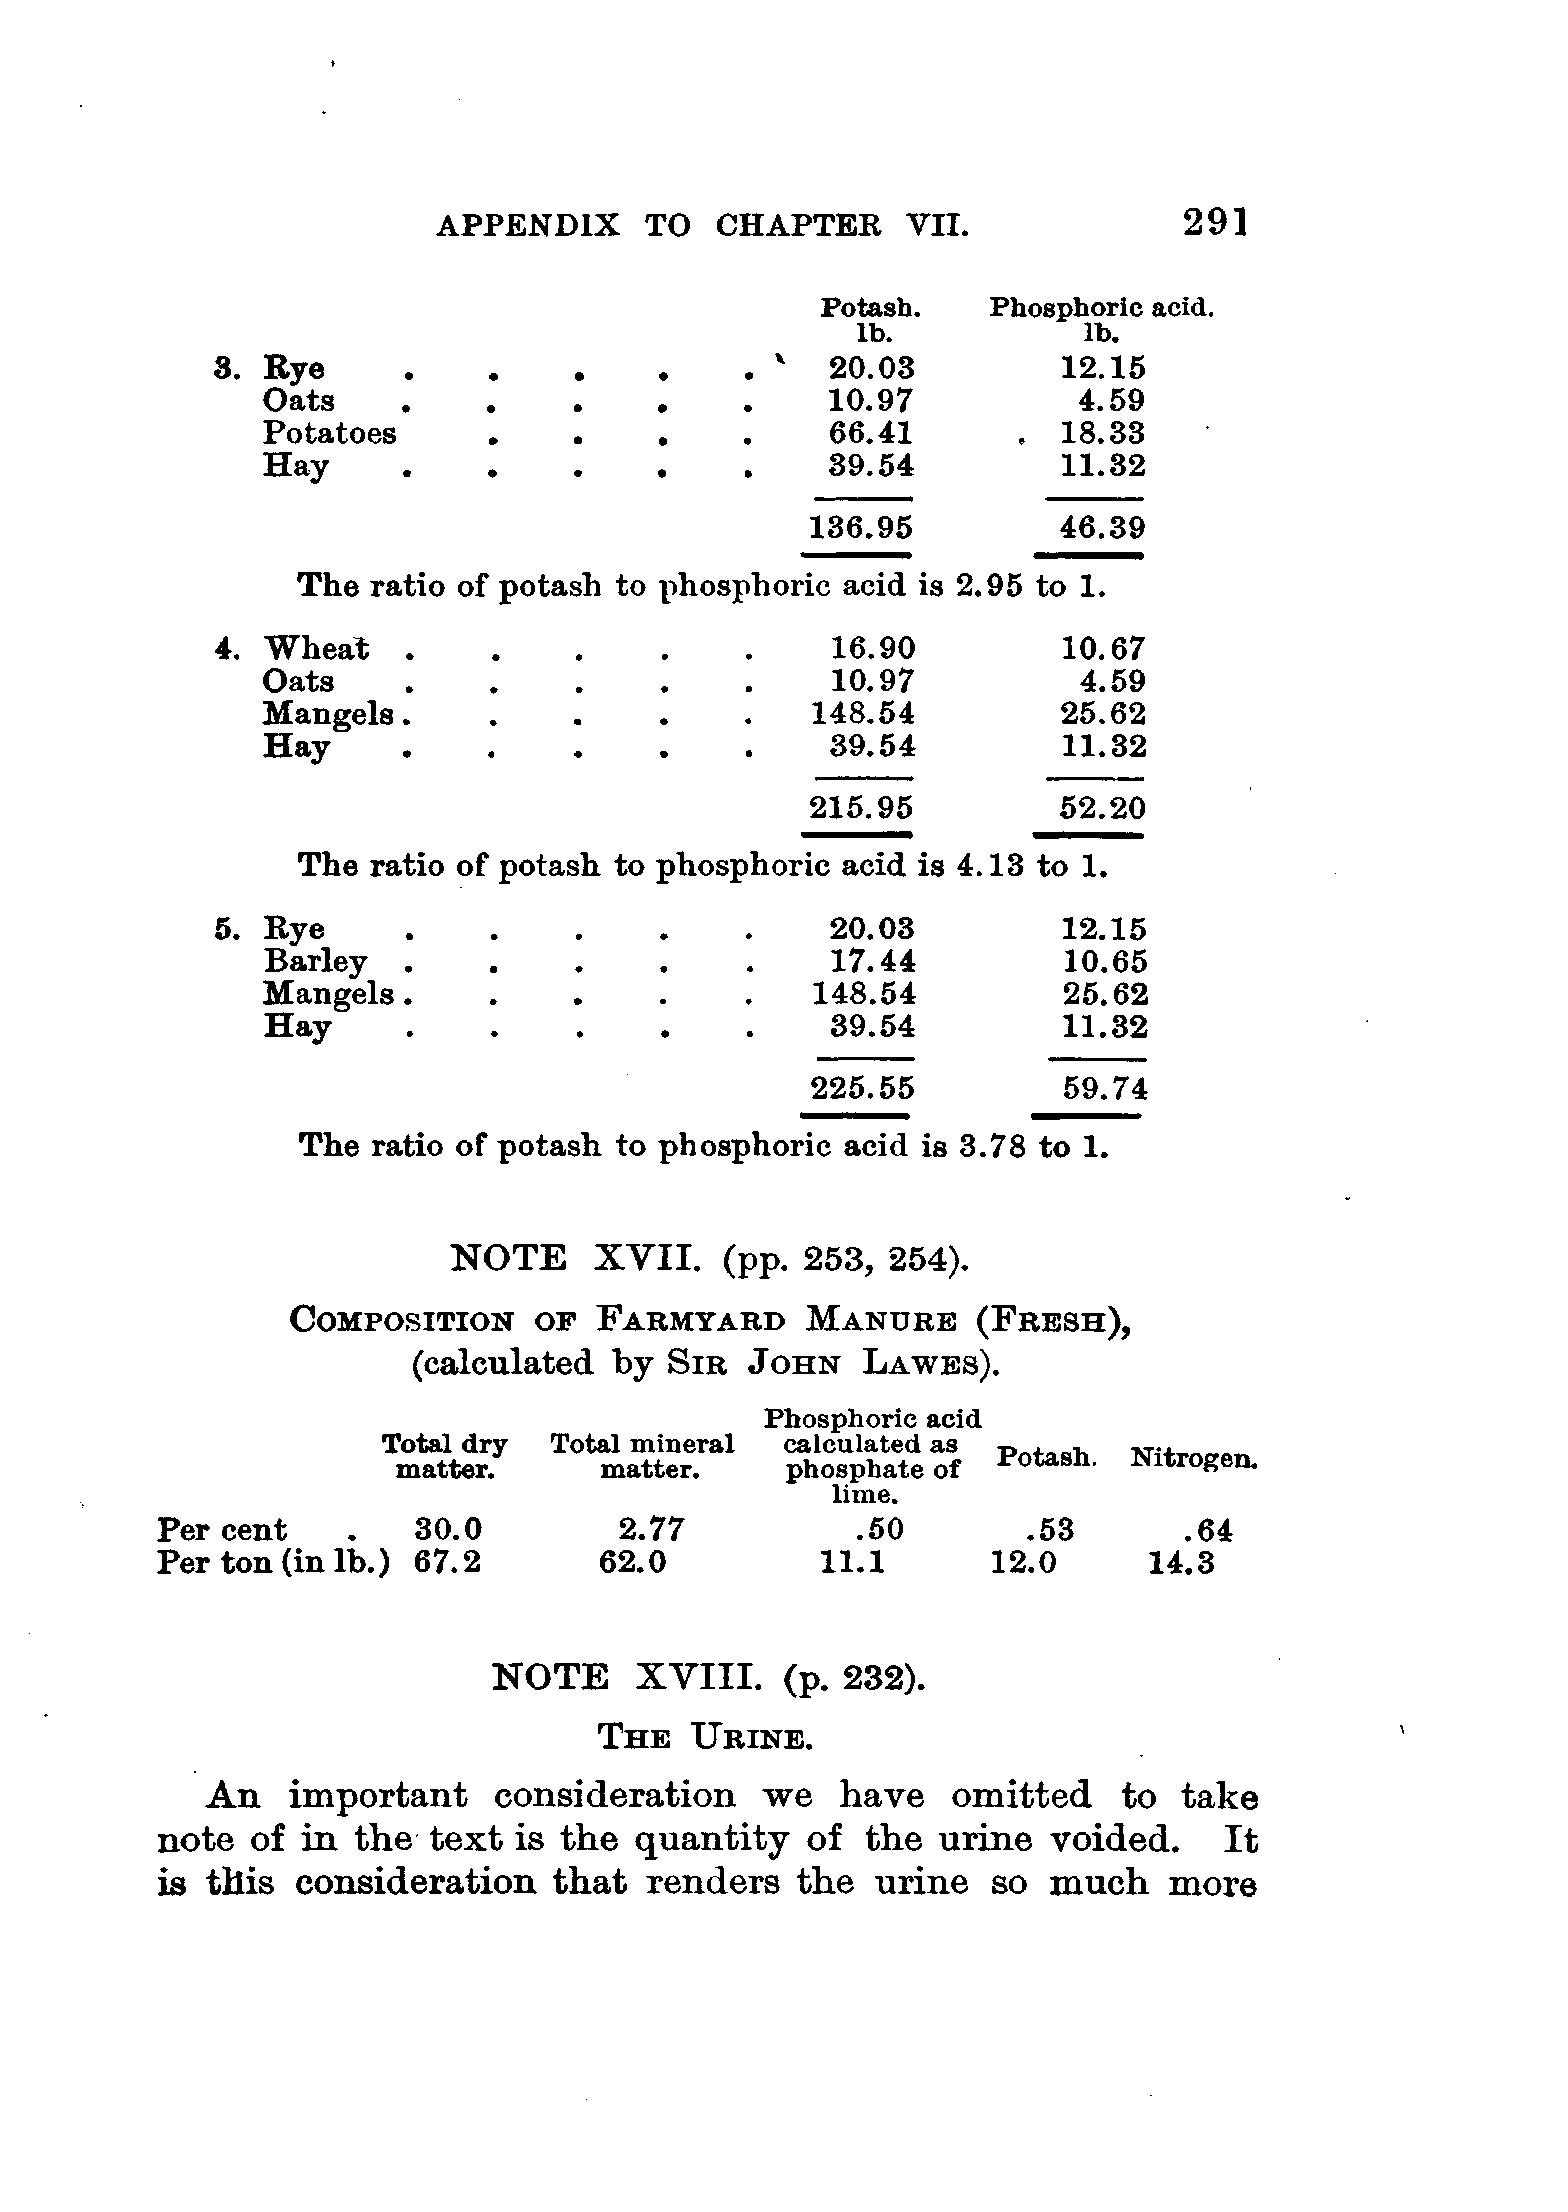 APPENDIX TO CHAPTER VII. 291
Potash. Phosphoric acid.
lb. lb.
3. Rye . . . . . 20.03 12.15
Oats . . . . . 10.97 4.59
Potatoes . . . . 66.41 18.33
Hay . . . . . 39.54 11.32
136.95 46.39
The ratio of potash to phosphoric acid is 2.95 to 1.
4. Wheat . . . . . 16.90 10.67
Oats . . . . . 10.97 4.59
Mangels . . . . . 148.54 25.62
Hay . . . . . 39.54 11.32
215.95 52.20
The ratio of potash to phosphoric acid is 4.13 to 1.
5. Rye . . . . . 20.03 12.15
Barley . . . . . 17.44 10.65
Mangels . . . . . 148.54 25.62
Hay . . . . . 39.54 11.32
225.55 59.74
The ratio of potash to phosphoric acid is 3.78 to 1.
NOTE XVII. (pp. 253, 254).
COMPOSITION OF FARMYARD MANURE (FRESH),
(calculated by SIR JOHN LAWES).
Phosphoric acid
Total dry Total mineral calculated as Potash. Nitrogen.
matter. matter. phosphate of
lime.
Per cent . 30.0 2.77 .50 .53 .64
Per ton (in lb.) 67.2 62.0 11.1 12.0 14.3
NOTE XVIII. (p. 232).
THE URINE.
An important consideration we have omitted to take
note of in the text is the quantity of the urine voided. It
is this consideration that renders the urine so much more